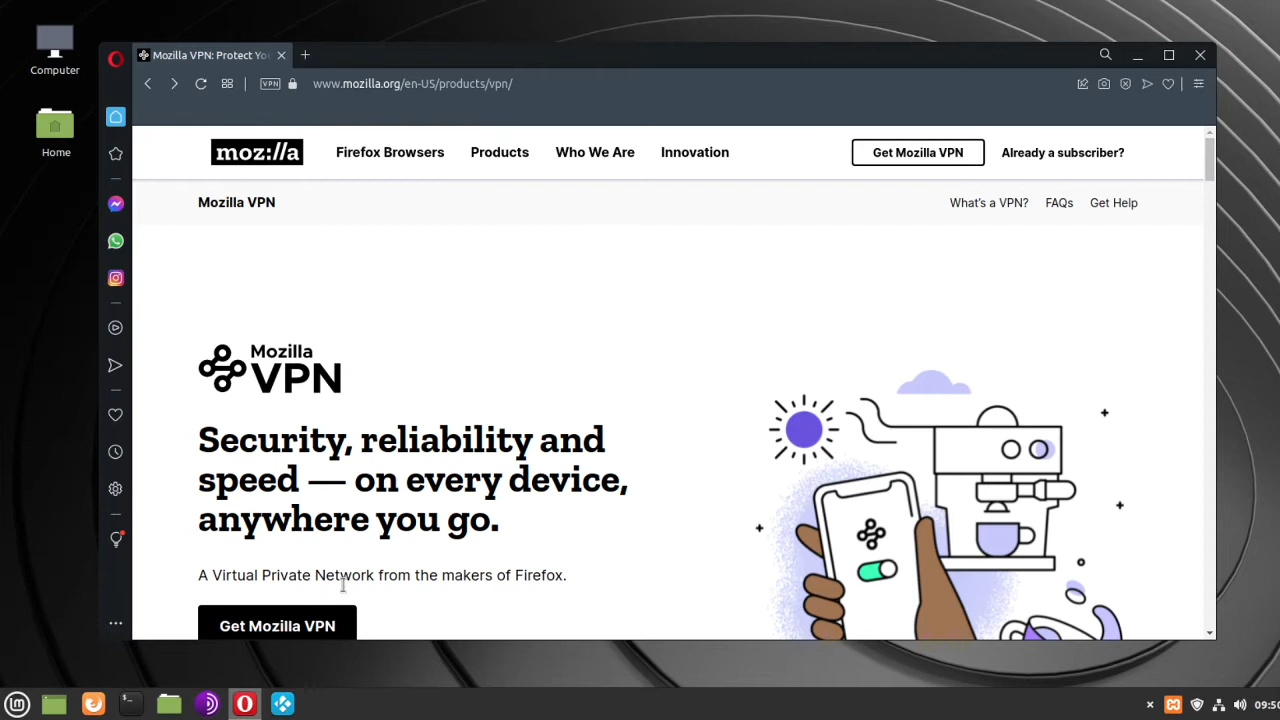 Computer
Home
Mozilla VPN: Protect Yo
VPN
www.mozilla.org/en-US/products/vpn/
moz://a
Firefox Browsers
Products
Who We Are
Innovation
Get Mozilla VPN
Already a subscriber?
Mozilla VPN
What's a VPN?
FAQs
Get Help
Mozilla
VPN
Security, reliability and
speed — on every device,
anywhere you go.
A Virtual Private Network from the makers of Firefox.
Get Mozilla VPN